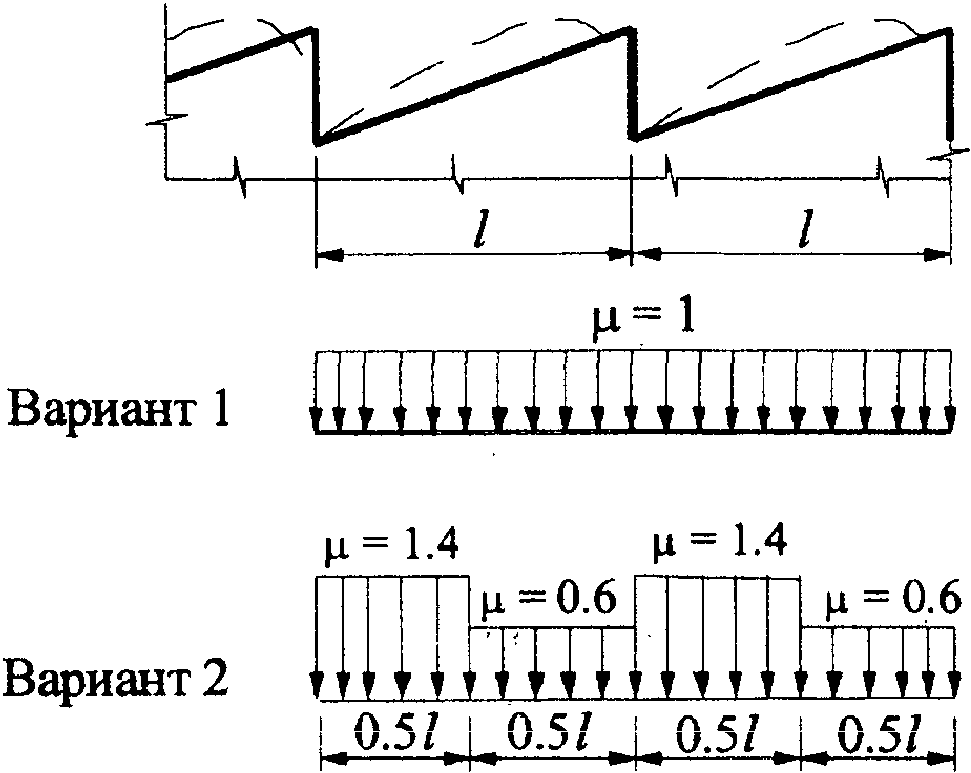 l l
μ = 1
Вариант 1
μ = 1.4 μ = 1.4
μ = 0.6 μ = 0.6
Вариант 2
0.5l 0.5l 0.5l 0.5l